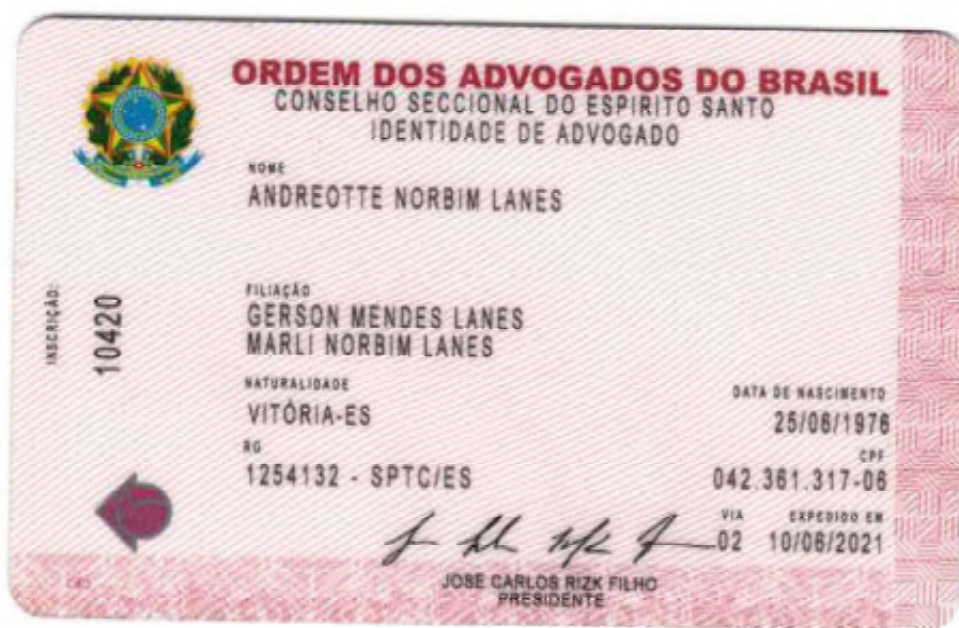 ORDEM DOS ADVOGADOS DO BRASIL
CONSELHO SECCIONAL DO ESPIRITO SANTO
IDENTIDADE DE ADVOGADO
NOME
ANDREOTTE NORBIM LANES
INSCRIÇÃO:
10420
FILIAÇÃO
GERSON MENDES LANES
MARLI NORBIM LANES
NATURALIDADE
VITÓRIA-ES
DATA DE NASCIMENTO
25/06/1976
RG
1254132 - SPTC/ES
CPF
042.361.317-06
VIA
02
EXPEDIDO EM
10/06/2021
JOSE CARLOS RIZK FILHO
PRESIDENTE